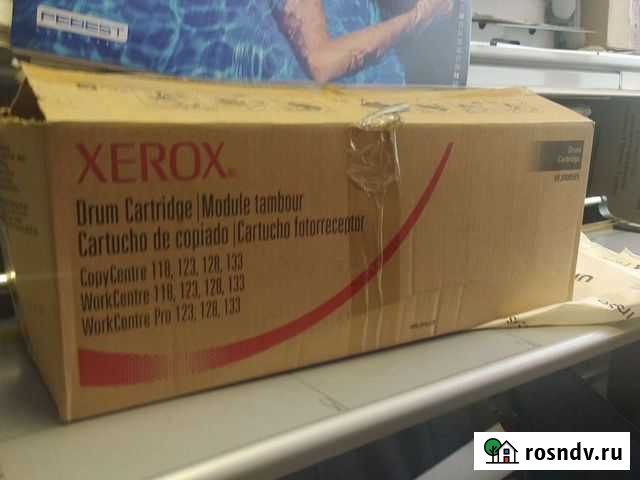 FEBEST
XEROX®
Drum
Cartridge
Drum Cartridge | Module tambour
Cartucho de copiado | Cartucho fotorreceptor
CopyCentre 118, 123, 128, 133
WorkCentre 118, 123, 128, 133
WorkCentre Pro 123, 128, 133
rosndv.ru